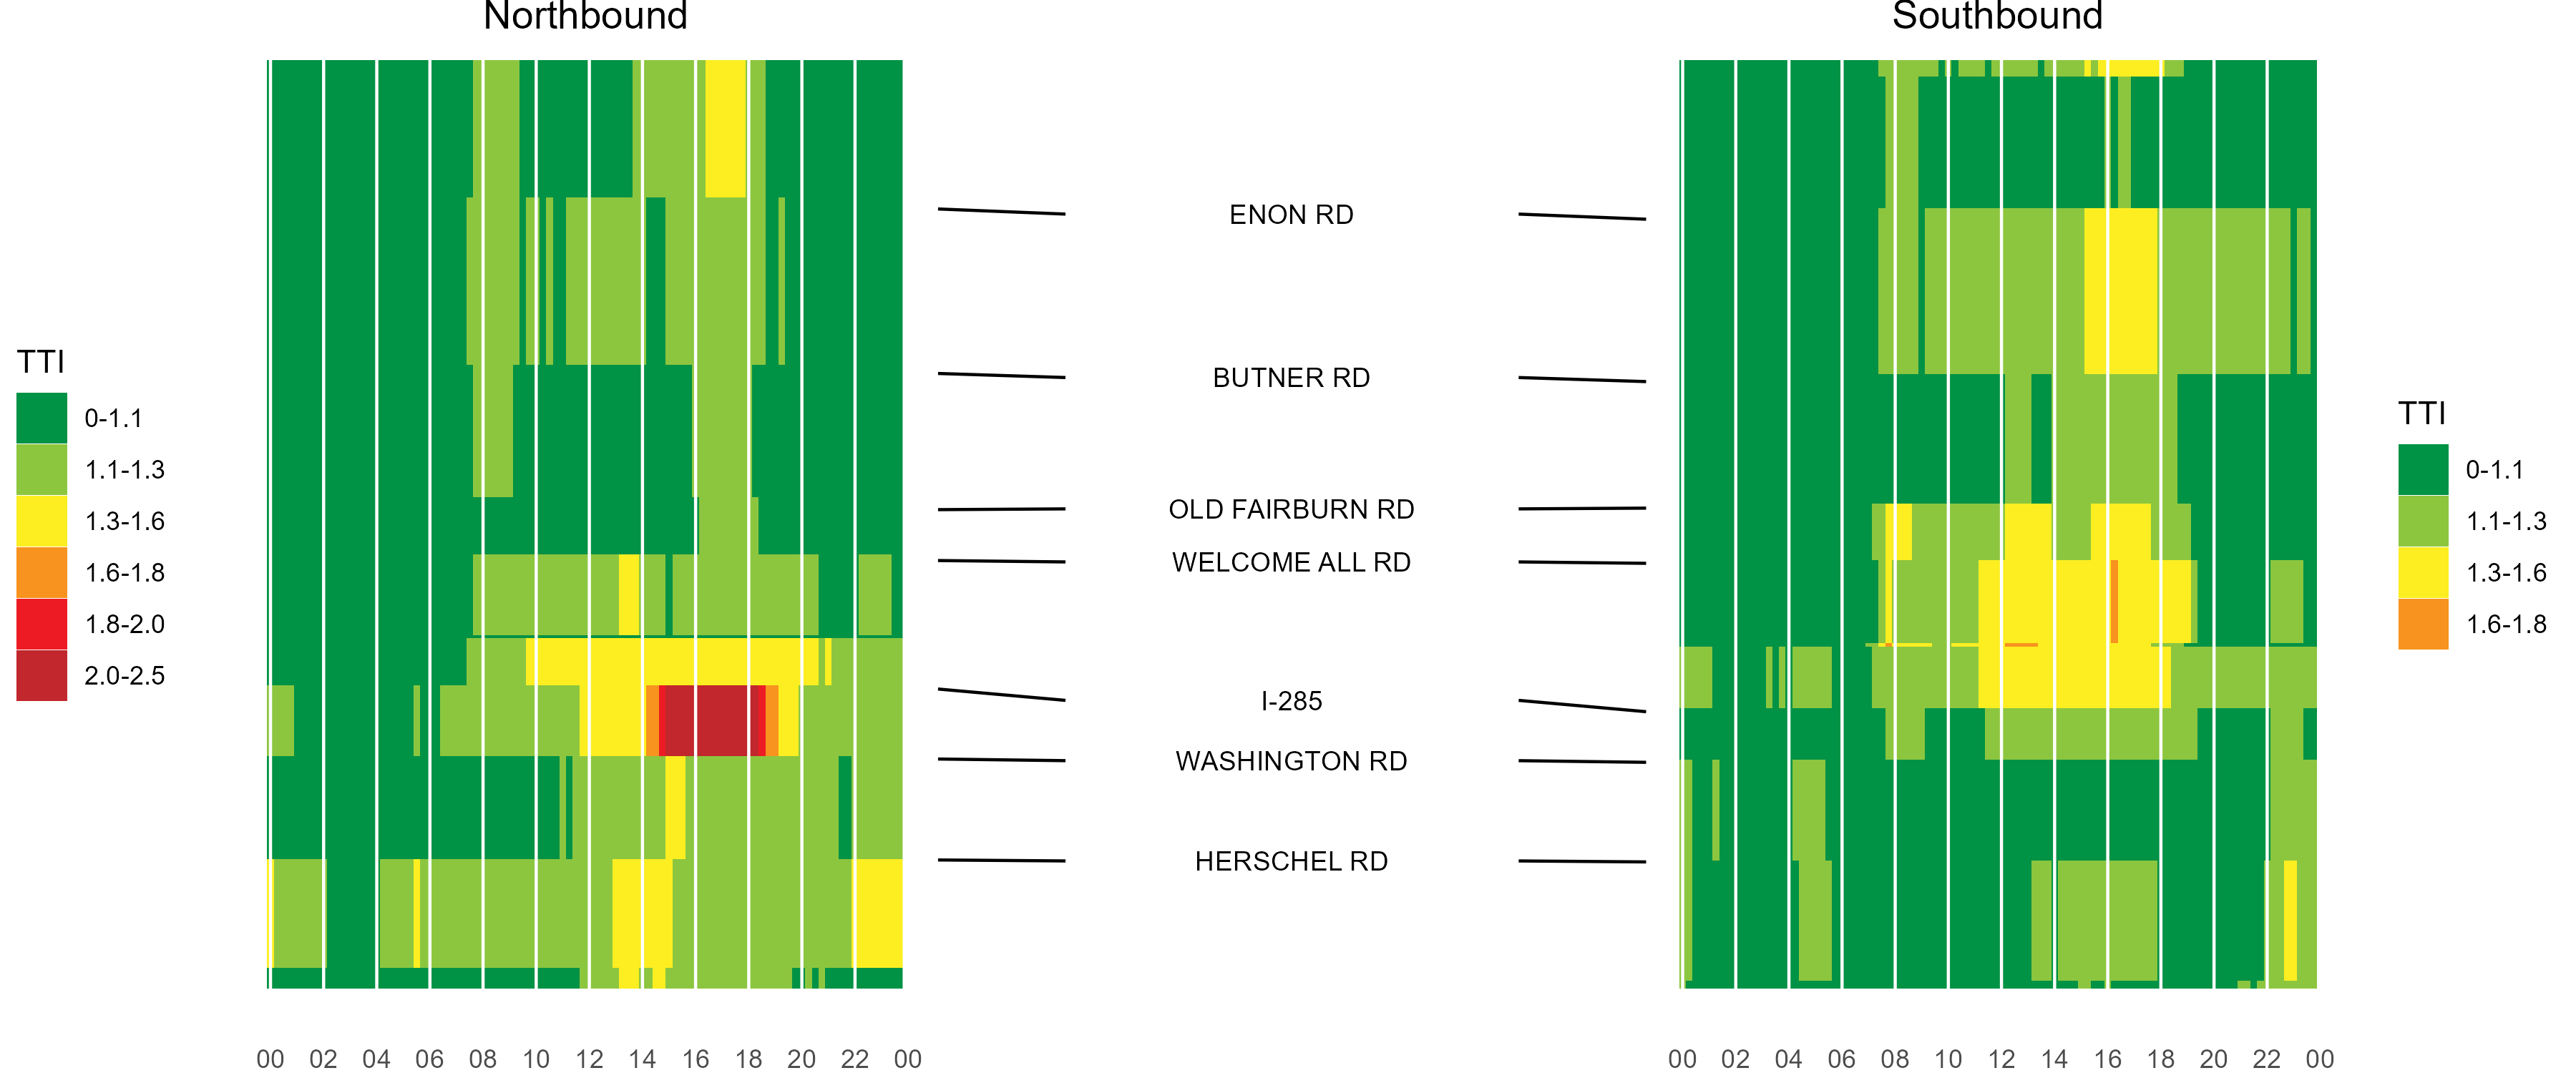 Northbound
Southbound
TTI
0-1.1
1.1-1.3
1.3-1.6
1.6-1.8
1.8-2.0
2.0-2.5
ENON RD
BUTNER RD
OLD FAIRBURN RD
WELCOME ALL RD
I-285
WASHINGTON RD
HERSCHEL RD
TTI
0-1.1
1.1-1.3
1.3-1.6
1.6-1.8
00 02 04 06 08 10 12 14 16 18 20 22 00
00 02 04 06 08 10 12 14 16 18 20 22 00